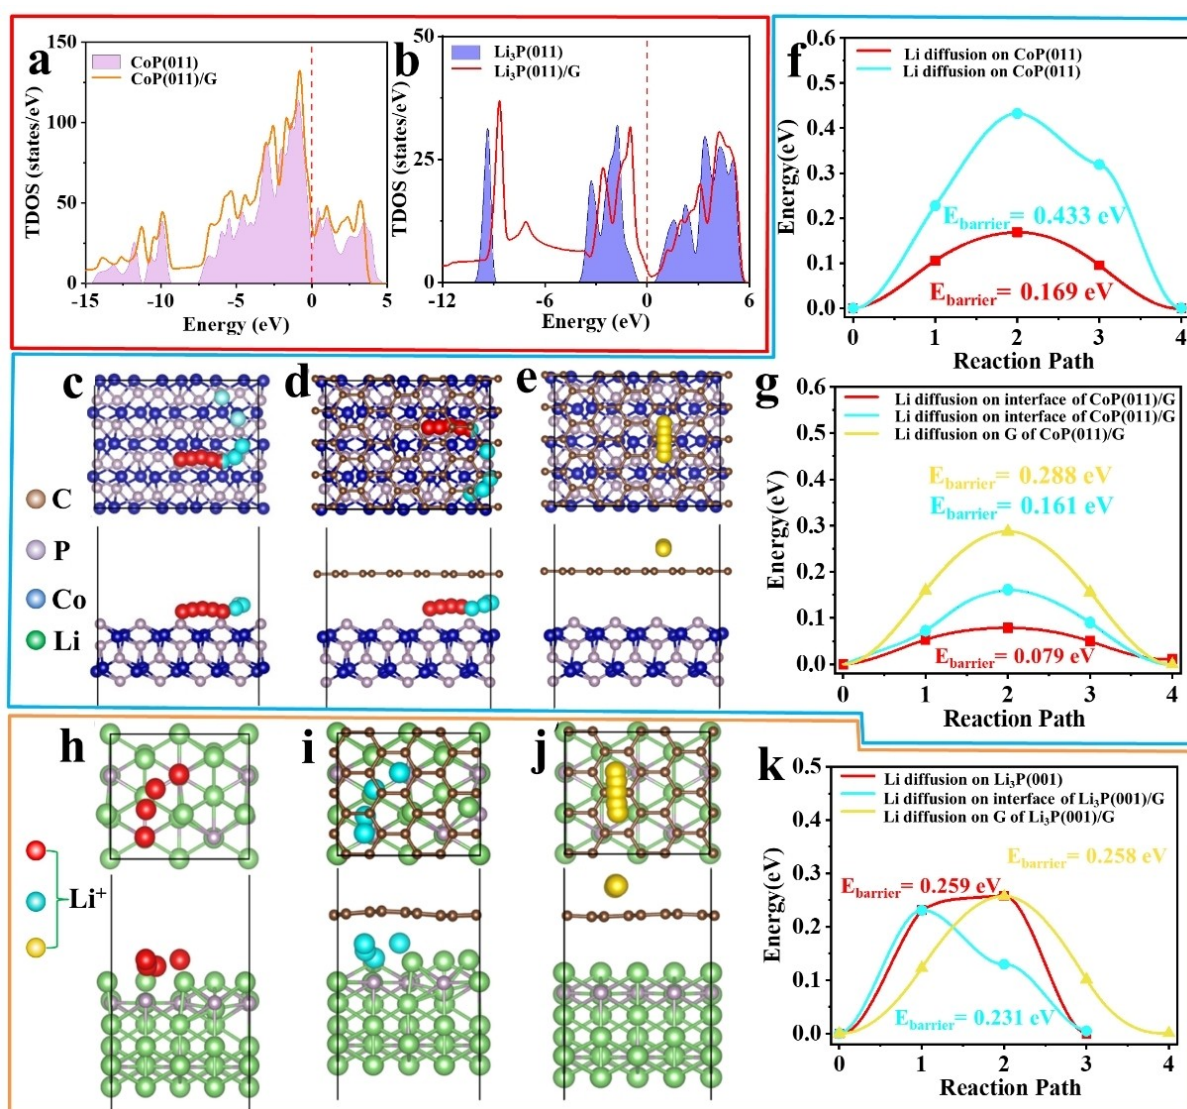 a
150
100
50
0
TDOS (states/eV)
CoP(011)
CoP(011)/G
-15
-10
-5
0
5
Energy (eV)
b
50
25
0
TDOS (states/eV)
Li₃P(011)
Li₃P(011)/G
-12
-6
0
6
Energy (eV)
f
0.6
0.5
0.4
0.3
0.2
0.1
0.0
Energy(eV)
Li diffusion on CoP(011)
Li diffusion on CoP(011)
E_barrier= 0.433 eV
E_barrier= 0.169 eV
0 1 2 3 4
Reaction Path
c
d
e
C
P
Co
Li
g
0.6
0.5
0.4
0.3
0.2
0.1
0.0
Energy(eV)
Li diffusion on interface of CoP(011)/G
Li diffusion on interface of CoP(011)/G
Li diffusion on G of CoP(011)/G
E_barrier= 0.288 eV
E_barrier= 0.161 eV
E_barrier= 0.079 eV
0 1 2 3 4
Reaction Path
h
i
j
Li⁺
k
0.5
0.4
0.3
0.2
0.1
0.0
Energy(eV)
Li diffusion on Li₃P(001)
Li diffusion on interface of Li₃P(001)/G
Li diffusion on G of Li₃P(001)/G
E_barrier= 0.258 eV
E_barrier= 0.259 eV
E_barrier= 0.231 eV
0 1 2 3 4
Reaction Path